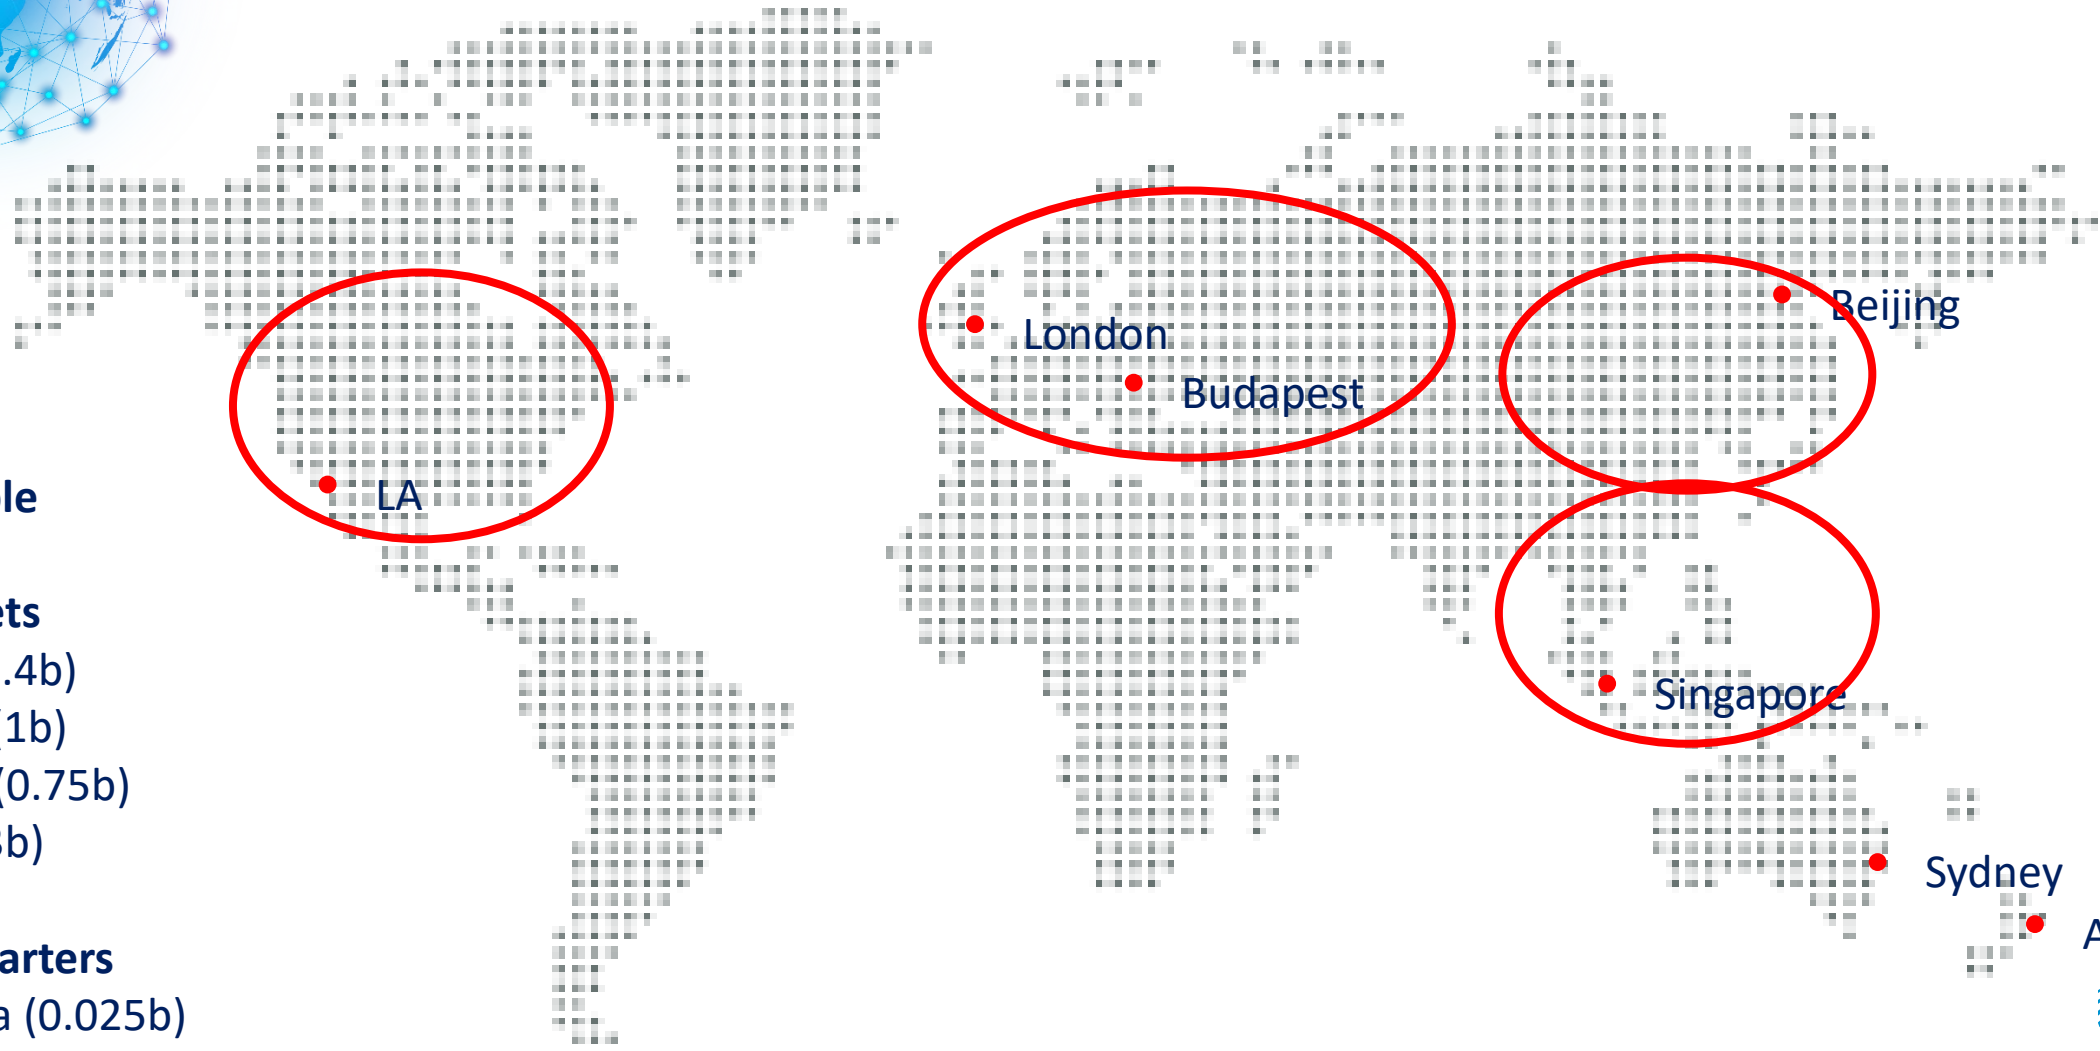 Beijing
London
Budapest
LA
Singapore
Sydney
A
le
ets
.4b)
(1b)
(0.75b)
b)
arters
a (0.025b)